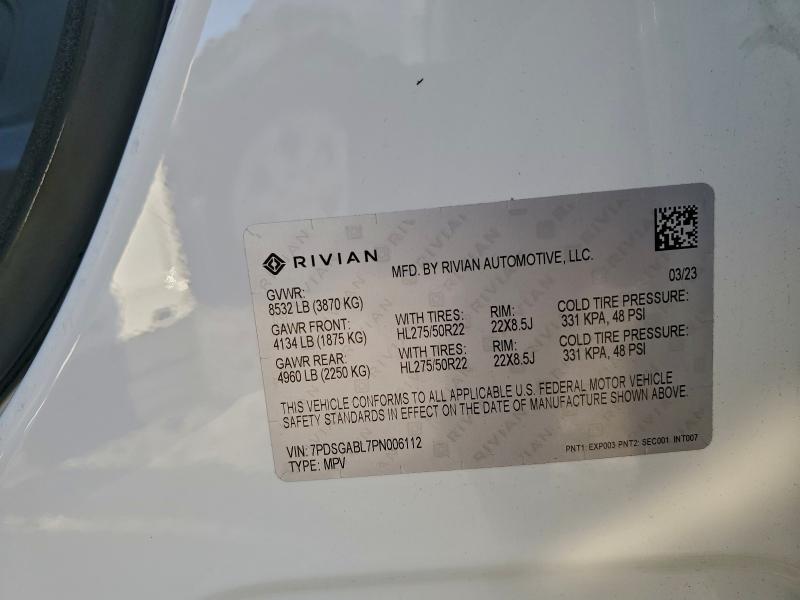 RIVIAN MFD. BY RIVIAN AUTOMOTIVE, LLC. 03/23
GVWR:
8532 LB (3870 KG)
GAWR FRONT: WITH TIRES: RIM: COLD TIRE PRESSURE:
4134 LB (1875 KG) HL275/50R22 22X8.5J 331 KPA, 48 PSI
GAWR REAR: WITH TIRES: RIM: COLD TIRE PRESSURE:
4960 LB (2250 KG) HL275/50R22 22X8.5J 331 KPA, 48 PSI
THIS VEHICLE CONFORMS TO ALL APPLICABLE U.S. FEDERAL MOTOR VEHICLE
SAFETY STANDARDS IN EFFECT ON THE DATE OF MANUFACTURE SHOWN ABOVE.
VIN: 7PDSGABL7PN006112
TYPE: MPV
PNT1: EXP003 PNT2: SEC001 INT007